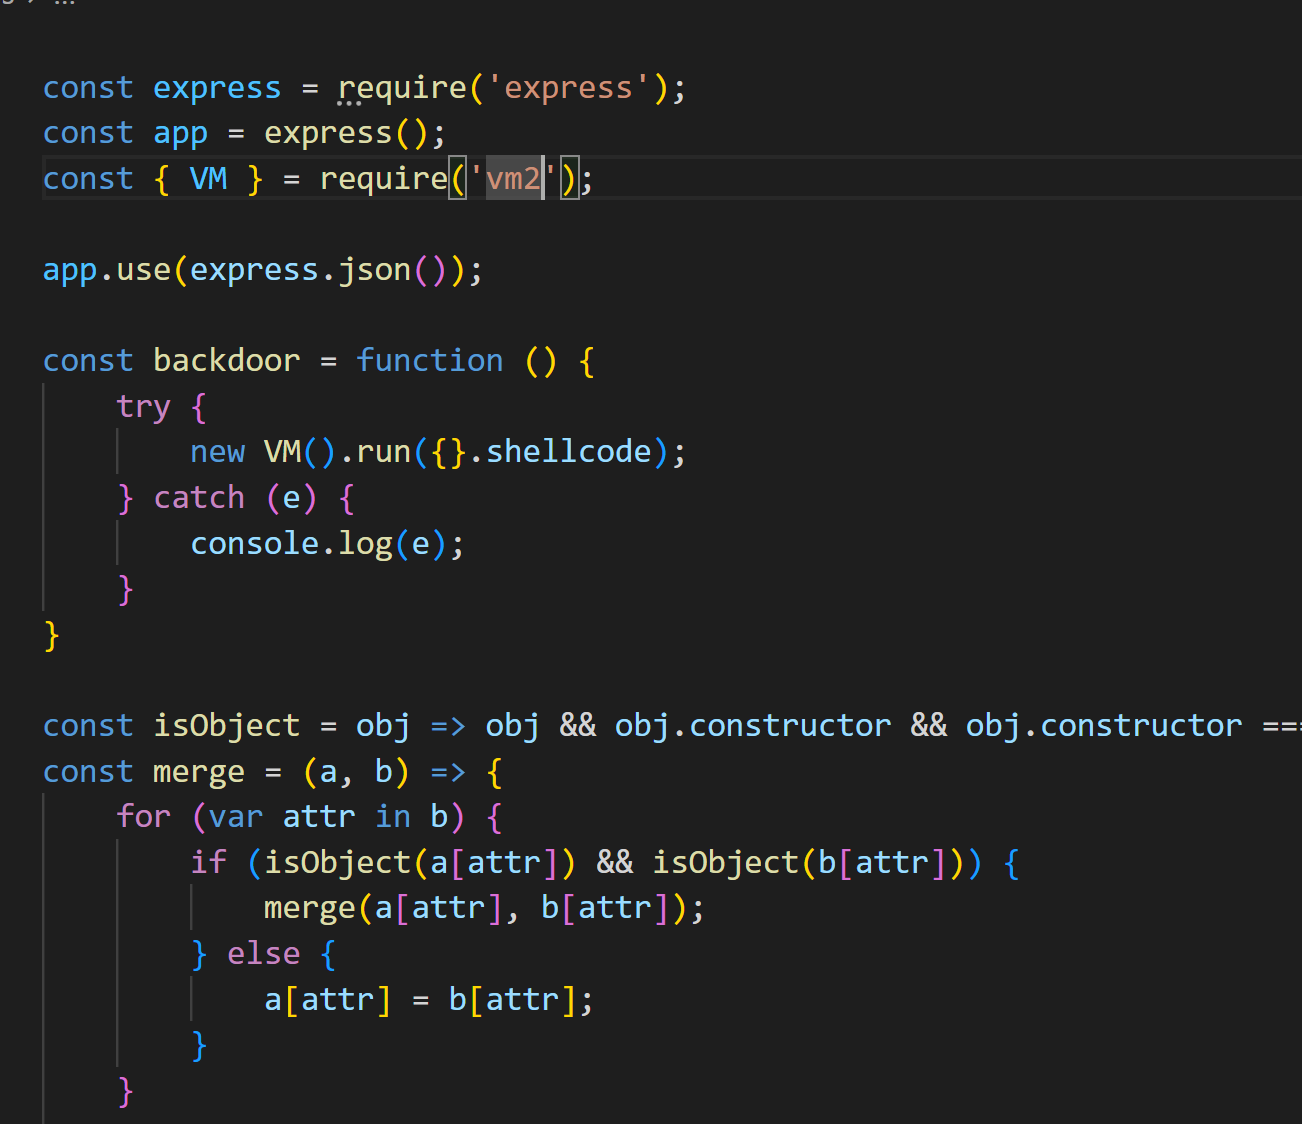 const express = require('express');
const app = express();
const { VM } = require('vm2');
app.use(express.json());
const backdoor = function () {
    try {
        new VM().run({}.shellcode);
    } catch (e) {
        console.log(e);
    }
}
const isObject = obj => obj && obj.constructor && obj.constructor ===
const merge = (a, b) => {
    for (var attr in b) {
        if (isObject(a[attr]) && isObject(b[attr])) {
            merge(a[attr], b[attr]);
        } else {
            a[attr] = b[attr];
        }
    }